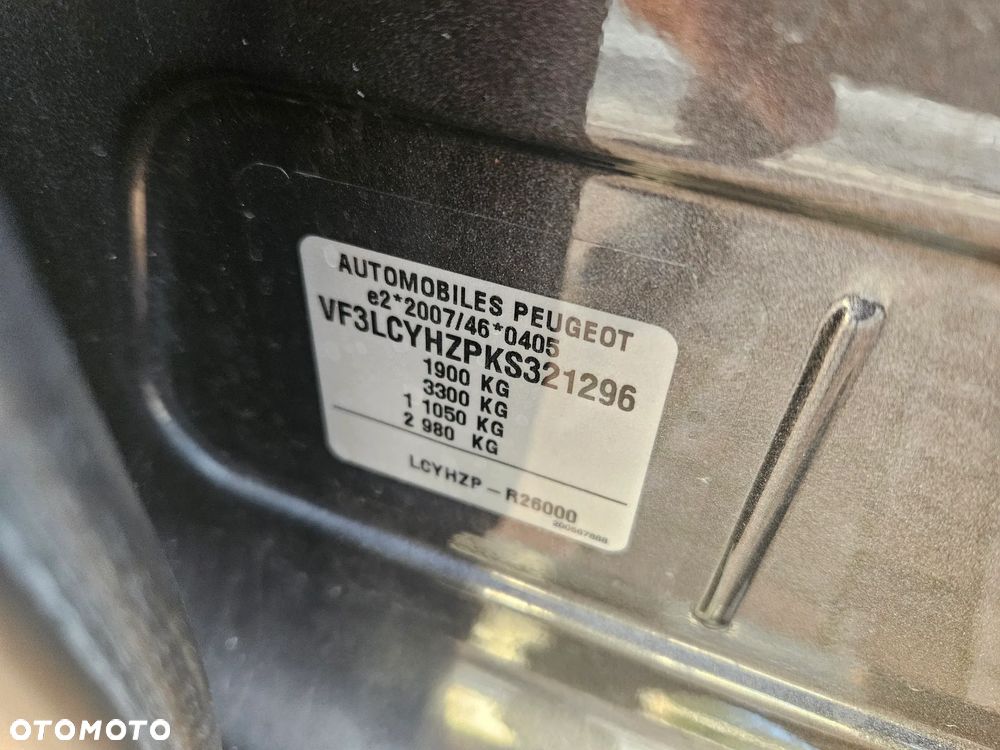 AUTOMOBILES PEUGEOT
e2*2007/46*0405
VF3LCYHZPKS321296
1900 KG
3300 KG
1 1050 KG
2 980 KG
LCYHZP - R26000
OTOMOTO